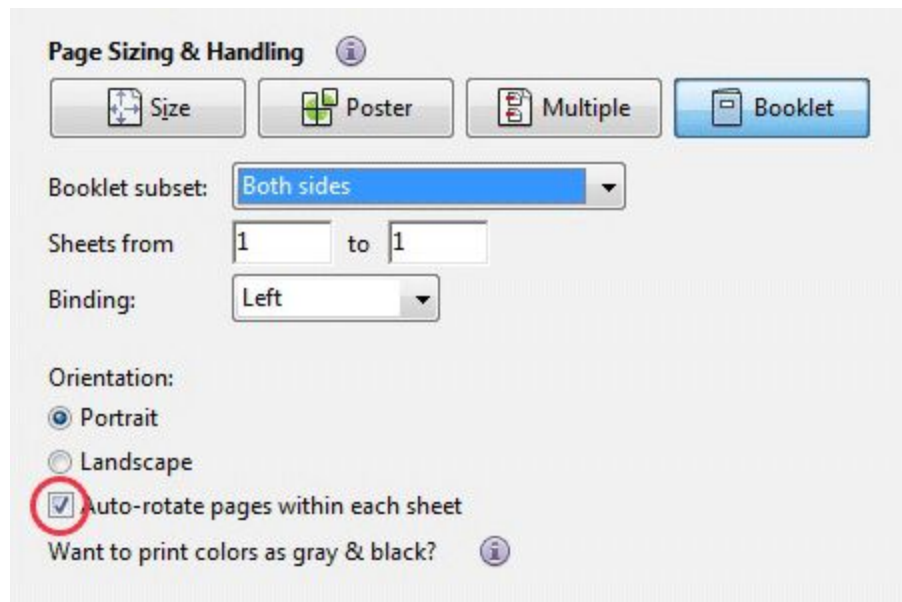 Page Sizing & Handling
Size Poster Multiple Booklet
Booklet subset: Both sides
Sheets from 1 to 1
Binding: Left
Orientation:
Portrait
Landscape
Auto-rotate pages within each sheet
Want to print colors as gray & black?